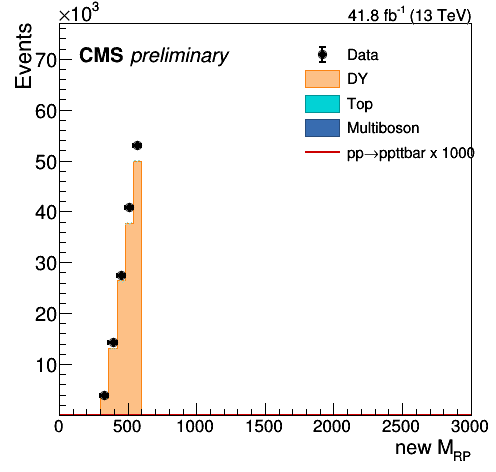 ×10³
41.8 fb⁻¹ (13 TeV)
Events
CMS preliminary
Data
DY
Top
Multiboson
pp→ppttbar x 1000
70
60
50
40
30
20
10
0 500 1000 1500 2000 2500 3000
new M_RP